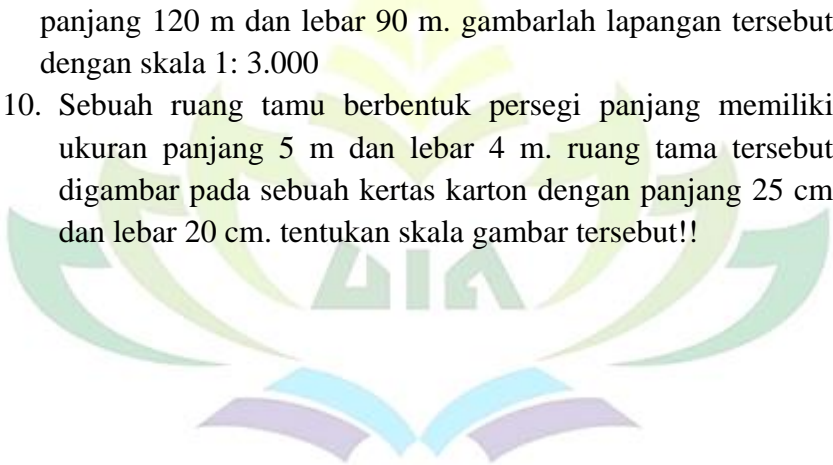 panjang 120 m dan lebar 90 m. gambarlah lapangan tersebut
dengan skala 1: 3.000
10. Sebuah ruang tamu berbentuk persegi panjang memiliki
ukuran panjang 5 m dan lebar 4 m. ruang tama tersebut
digambar pada sebuah kertas karton dengan panjang 25 cm
dan lebar 20 cm. tentukan skala gambar tersebut!!